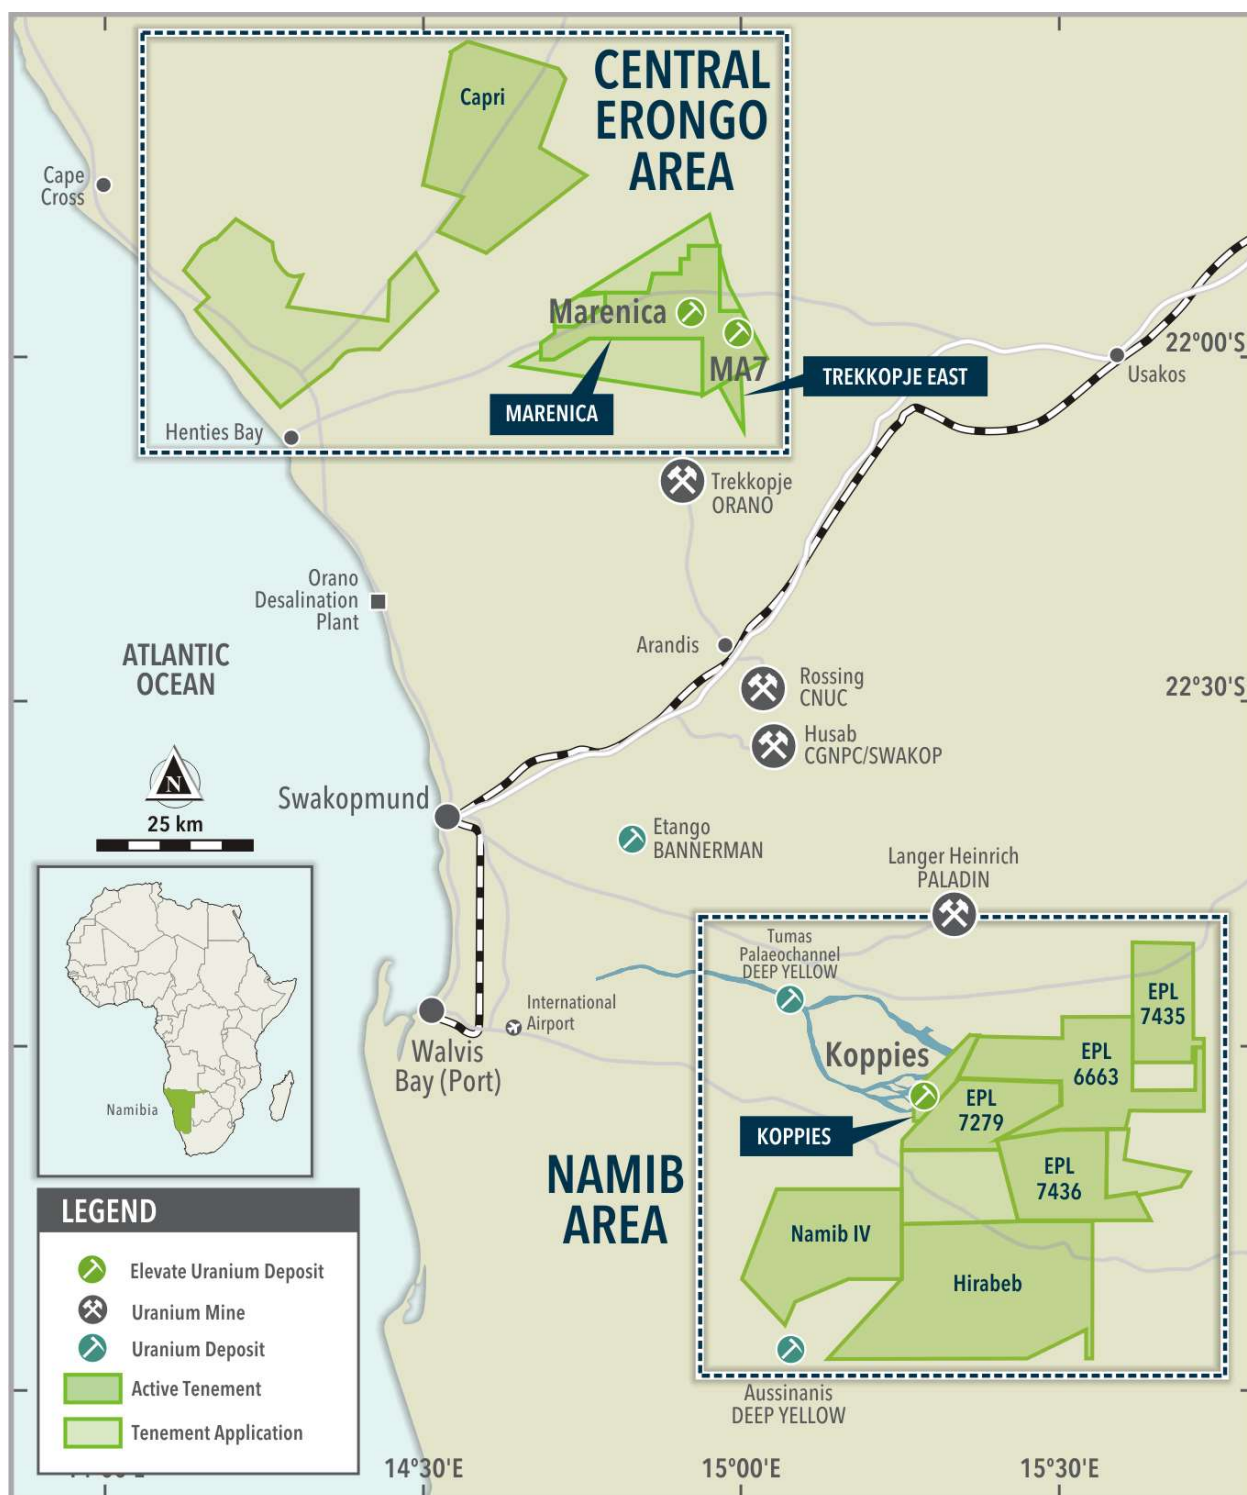 CENTRAL
ERONGO
AREA
Capri
Cape
Cross
Marenica
MA7
22°00'S
TREKKOPJE EAST
Usakos
MARENICA
Henties Bay
Trekkopje
ORANO
Orano
Desalination
Plant
ATLANTIC
OCEAN
Arandis
Rossing
CNUC
22°30'S
Husab
CGNPC/SWAKOP
N
25 km
Swakopmund
Etango
BANNERMAN
Langer Heinrich
PALADIN
Tumas
Palaeochannel
DEEP YELLOW
International
Airport
Walvis
Bay (Port)
Koppies
EPL
7435
EPL
6663
EPL
7279
KOPPIES
EPL
7436
Namibia
NAMIB
AREA
Namib IV
Hirabeb
Aussinanis
DEEP YELLOW
LEGEND
Elevate Uranium Deposit
Uranium Mine
Uranium Deposit
Active Tenement
Tenement Application
14°30'E
15°00'E
15°30'E